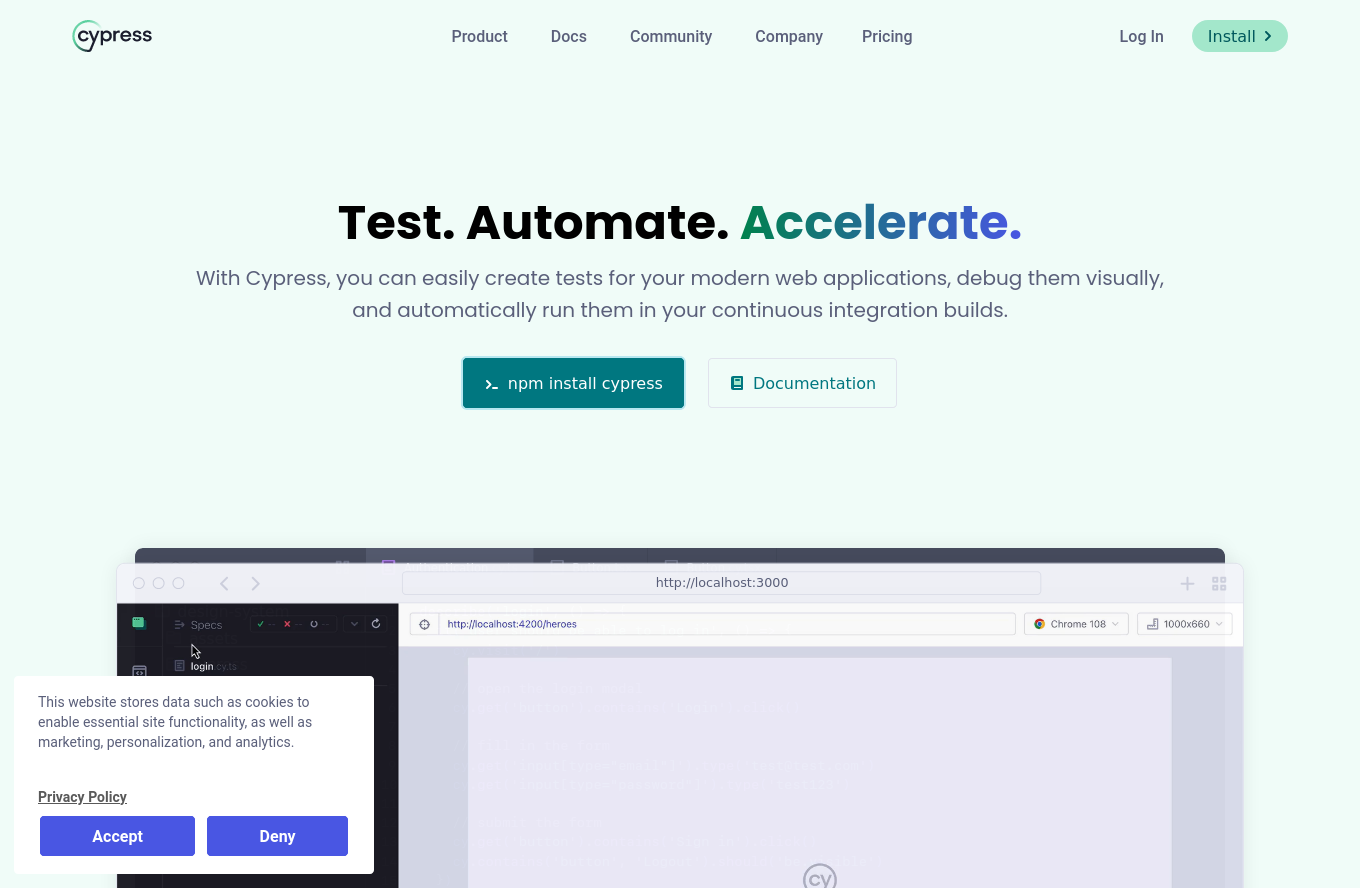 cypress
Product
Docs
Community
Company
Pricing
Log In
Install
Test. Automate. Accelerate.
With Cypress, you can easily create tests for your modern web applications, debug them visually,
and automatically run them in your continuous integration builds.
npm install cypress
Documentation
http://localhost:3000
Specs
http://localhost:4200/heroes
Chrome 108
1000x660
login.cy.ts
This website stores data such as cookies to
enable essential site functionality, as well as
marketing, personalization, and analytics.
Privacy Policy
Accept
Deny
cy